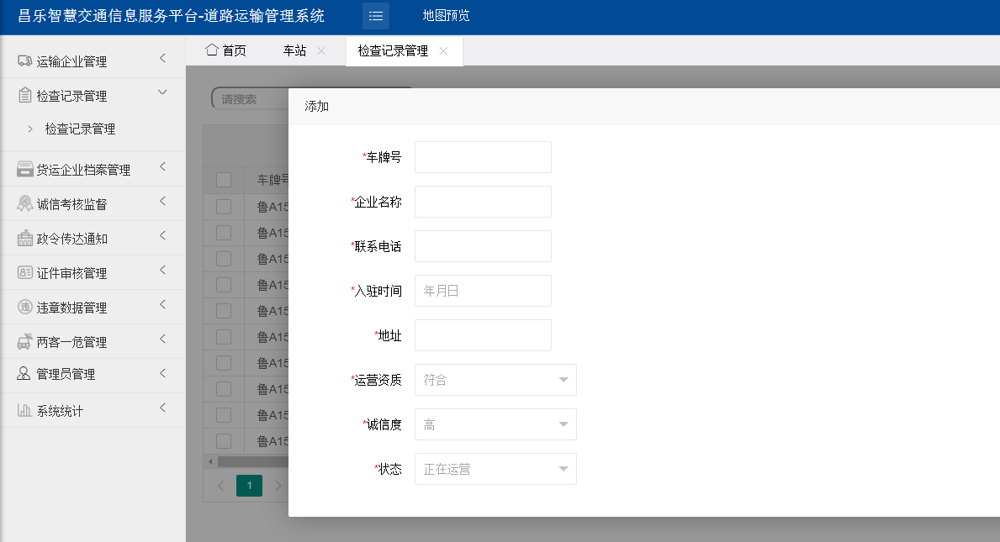 昌乐智慧交通信息服务平台-道路运输管理系统
地图预览
首页
车站
检查记录管理
运输企业管理
检查记录管理
检查记录管理
货运企业档案管理
诚信考核监督
政令传达通知
证件审核管理
违章数据管理
两客一危管理
管理员管理
系统统计
请搜索
车牌号
鲁A15
鲁A15
鲁A15
鲁A15
鲁A15
鲁A15
鲁A15
鲁A15
鲁A15
鲁A15
1
添加
*车牌号
*企业名称
*联系电话
*入驻时间
年月日
*地址
*运营资质
符合
*诚信度
高
*状态
正在运营